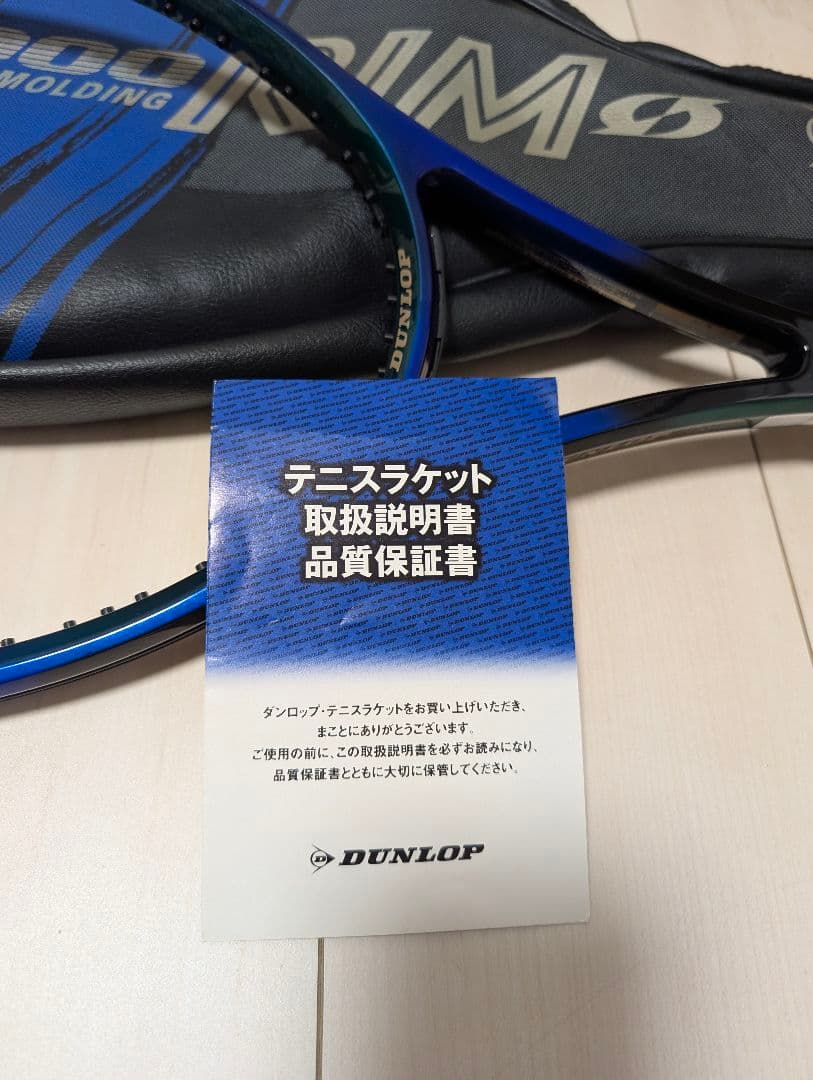 MOLDING
RIM
DUNLOP
テニスラケット
取扱説明書
品質保証書
ダンロップ・テニスラケットをお買い上げいただき、
まことにありがとうございます。
ご使用の前に、この取扱説明書を必ずお読みになり、
品質保証書とともに大切に保管してください。
D DUNLOP